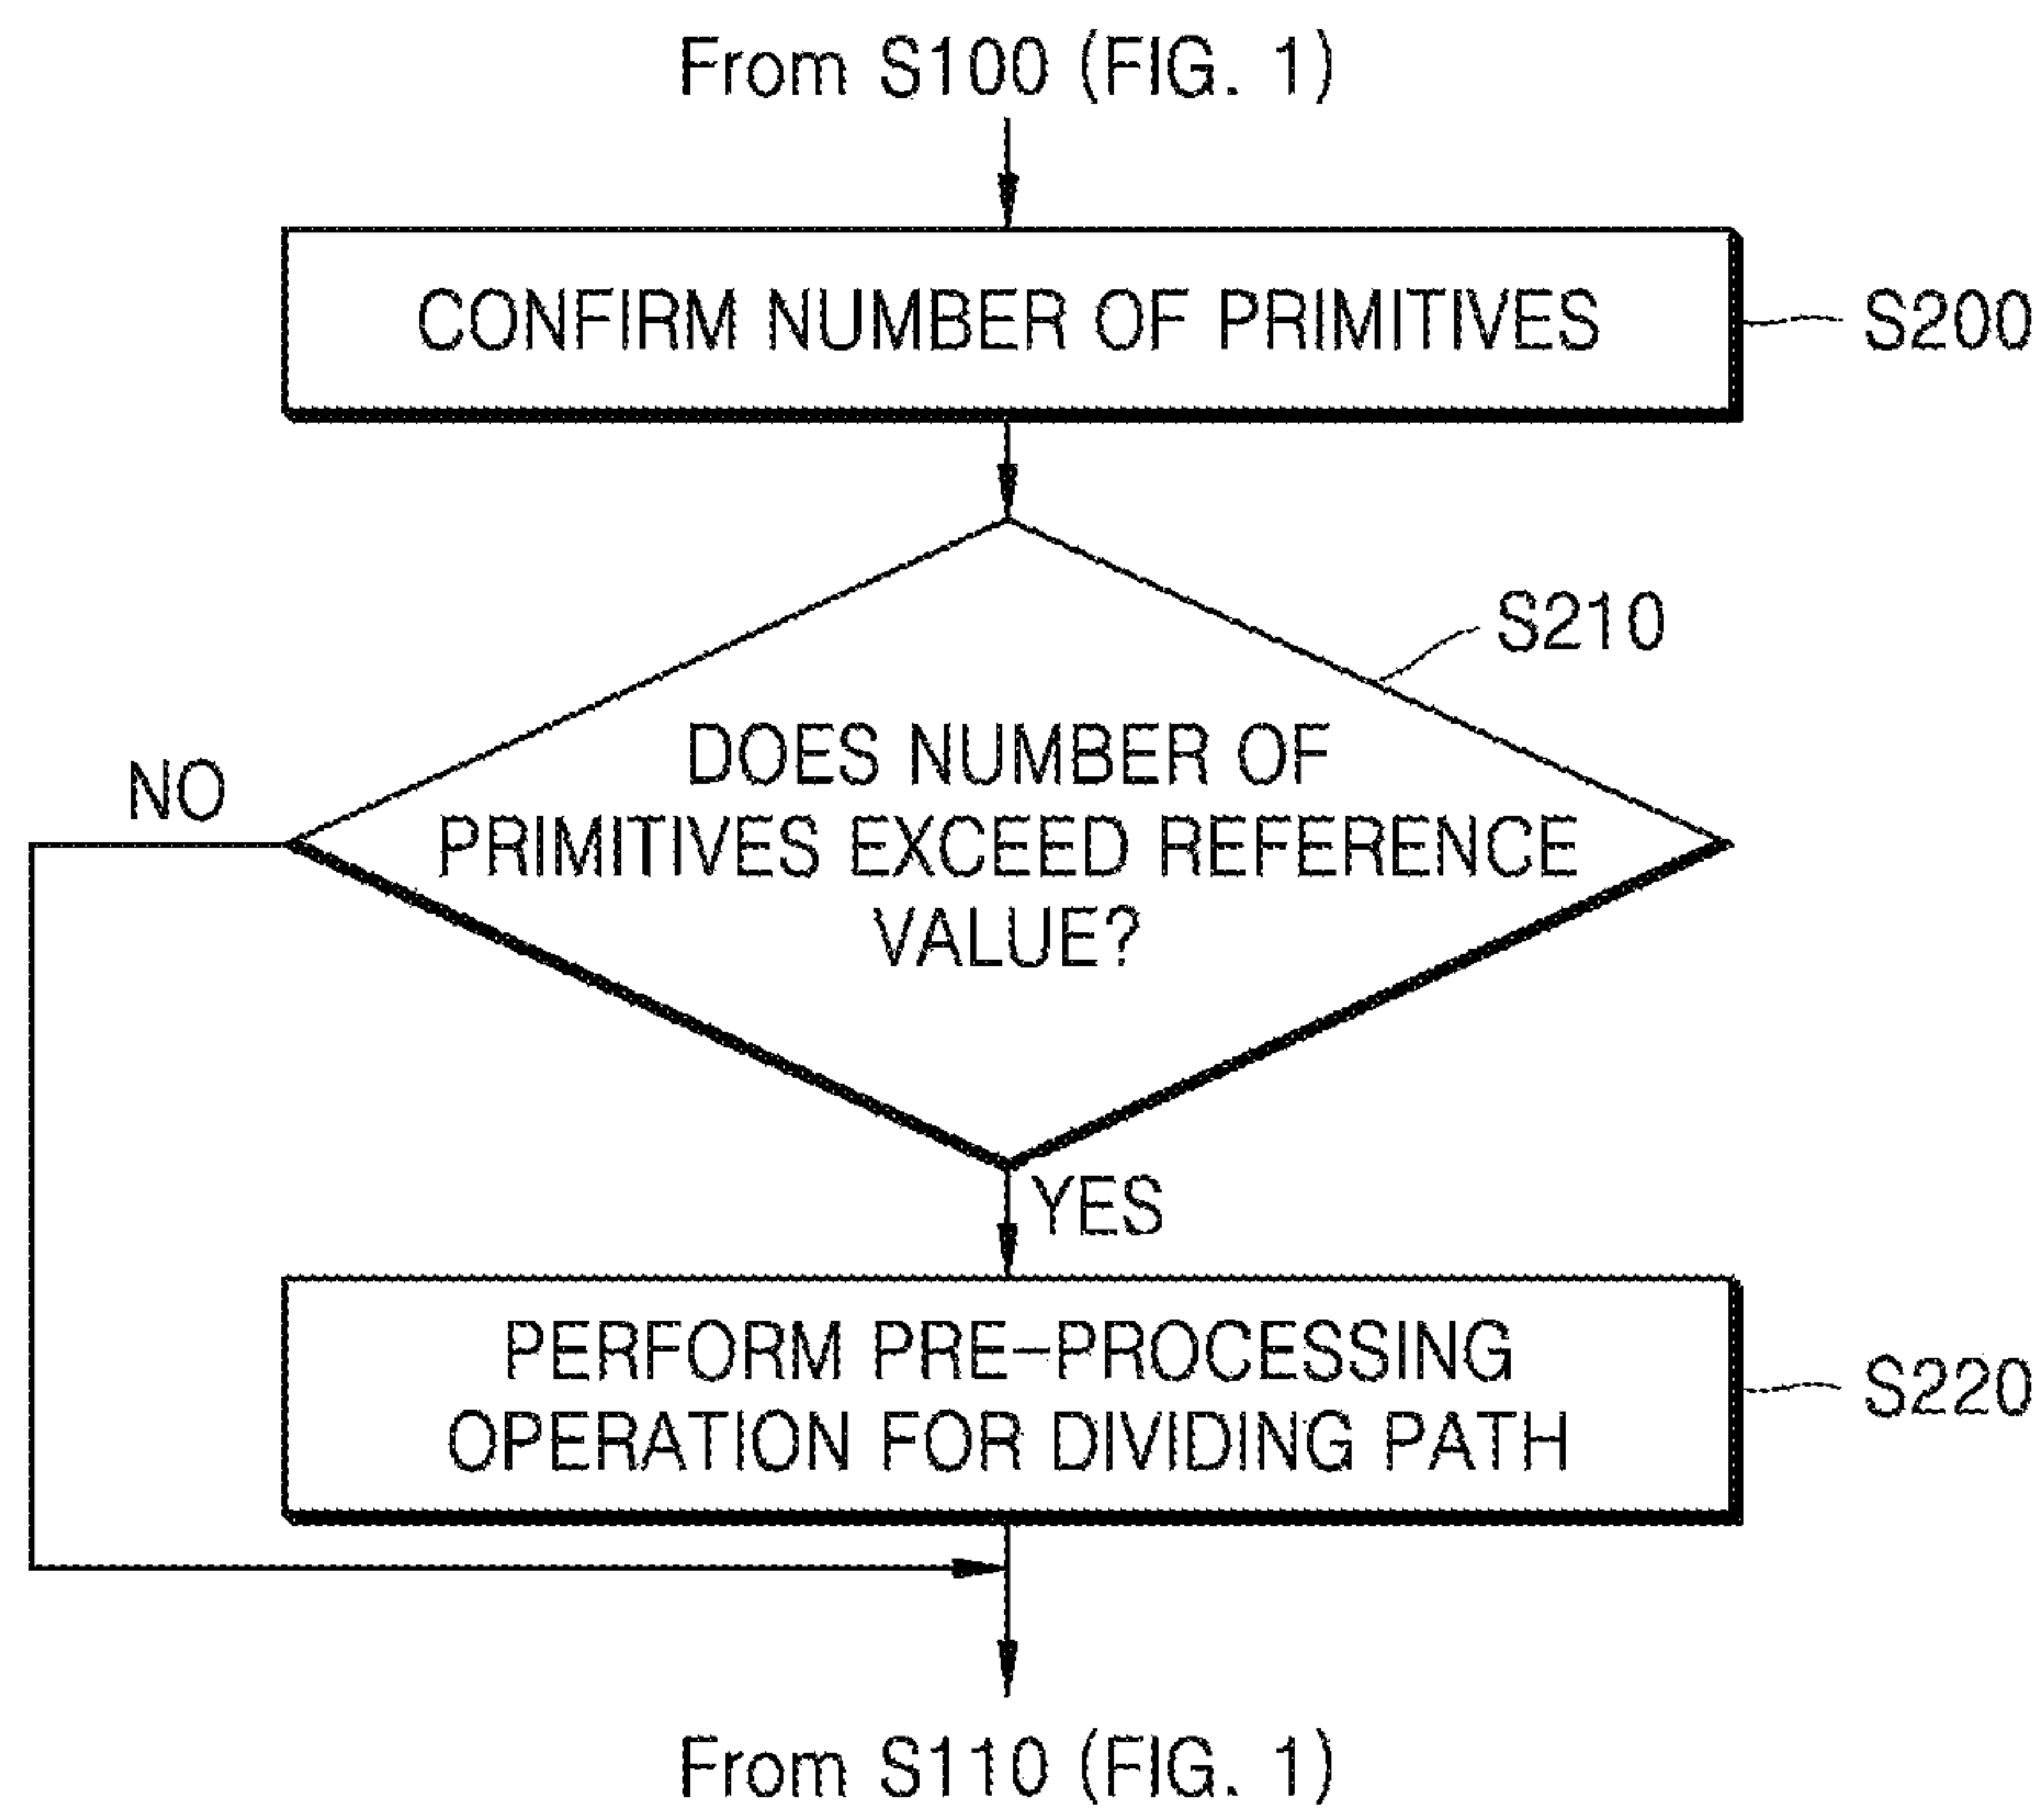 From S100 (FIG. 1)
CONFIRM NUMBER OF PRIMITIVES
S200
S210
DOES NUMBER OF
PRIMITIVES EXCEED REFERENCE
VALUE?
NO
YES
PERFORM PRE-PROCESSING
OPERATION FOR DIVIDING PATH
S220
From S110 (FIG. 1)